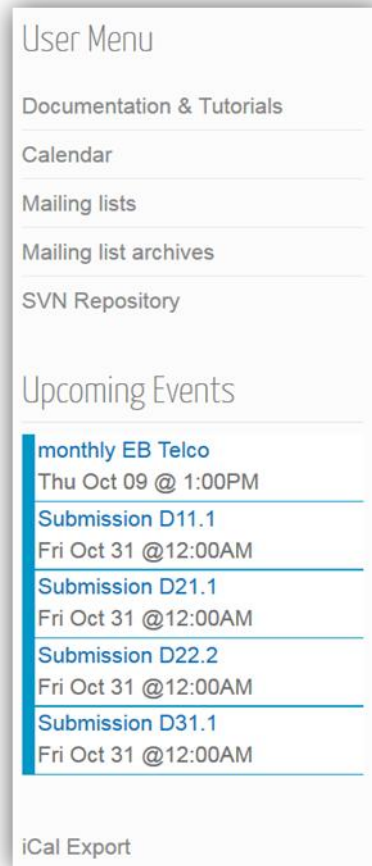 User Menu
Documentation & Tutorials
Calendar
Mailing lists
Mailing list archives
SVN Repository
Upcoming Events
monthly EB Telco
Thu Oct 09 @ 1:00PM
Submission D11.1
Fri Oct 31 @12:00AM
Submission D21.1
Fri Oct 31 @12:00AM
Submission D22.2
Fri Oct 31 @12:00AM
Submission D31.1
Fri Oct 31 @12:00AM
iCal Export